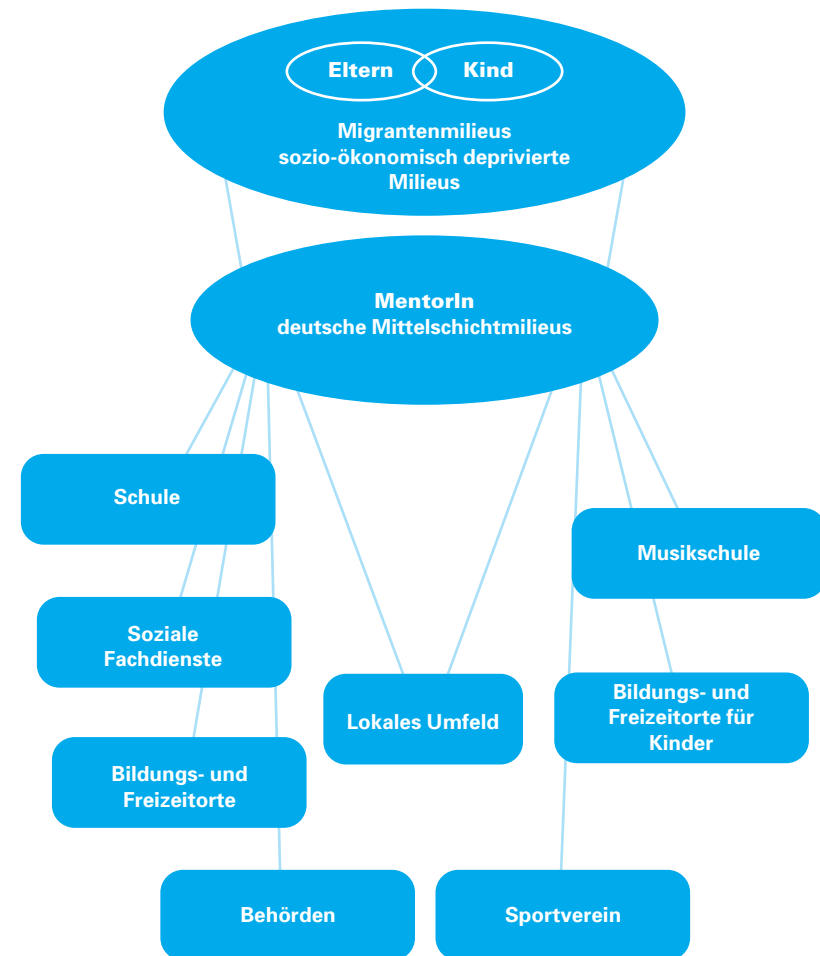 Eltern Kind
Migrantenmilieus
sozio-ökonomisch deprivierte
Milieus
MentorIn
deutsche Mittelschichtmilieus
Schule
Musikschule
Soziale
Fachdienste
Lokales Umfeld
Bildungs- und
Freizeitorte für
Kinder
Bildungs- und
Freizeitorte
Behörden
Sportverein